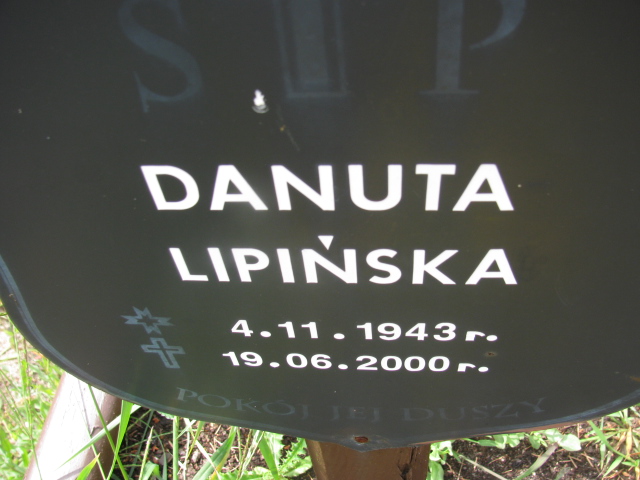 S P
DANUTA
LIPIŃSKA
4.11.1943 r.
19.06.2000 r.
POKÓJ JEJ DUSZY